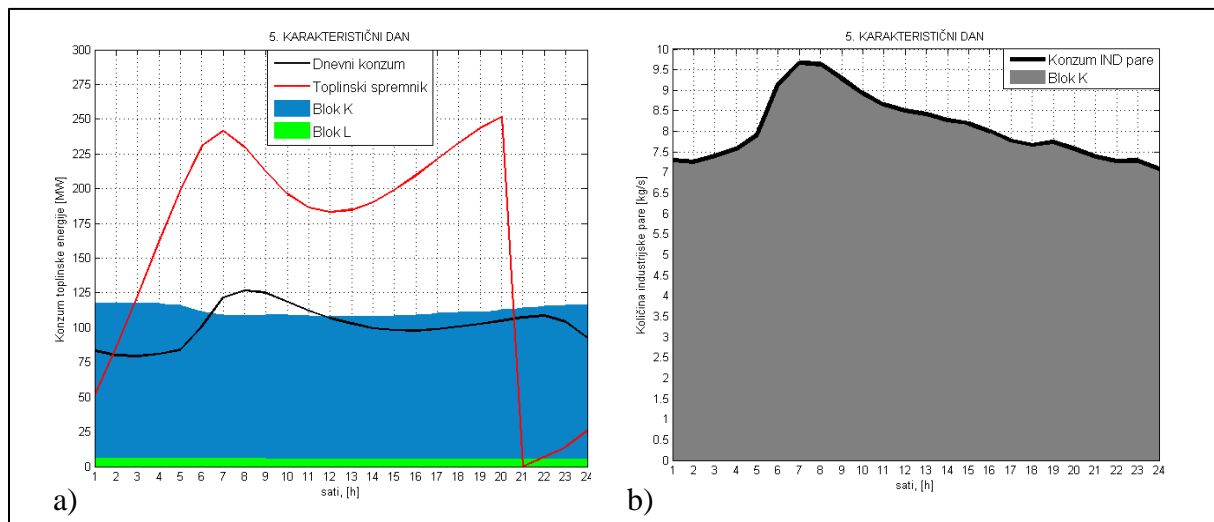 5. KARAKTERISTIČNI DAN
Konzum toplinske energije [MW]
300
275
250
225
200
175
150
125
100
75
50
25
0
Dnevni konzum
Toplinski spremnik
Blok K
Blok L
1 2 3 4 5 6 7 8 9 10 11 12 13 14 15 16 17 18 19 20 21 22 23 24
sati, [h]
a)
5. KARAKTERISTIČNI DAN
Količina industrijske pare [kg/s]
10
9.5
9
8.5
8
7.5
7
6.5
6
5.5
5
4.5
4
3.5
3
2.5
2
1.5
1
0.5
0
Konzum IND pare
Blok K
1 2 3 4 5 6 7 8 9 10 11 12 13 14 15 16 17 18 19 20 21 22 23 24
sati, [h]
b)